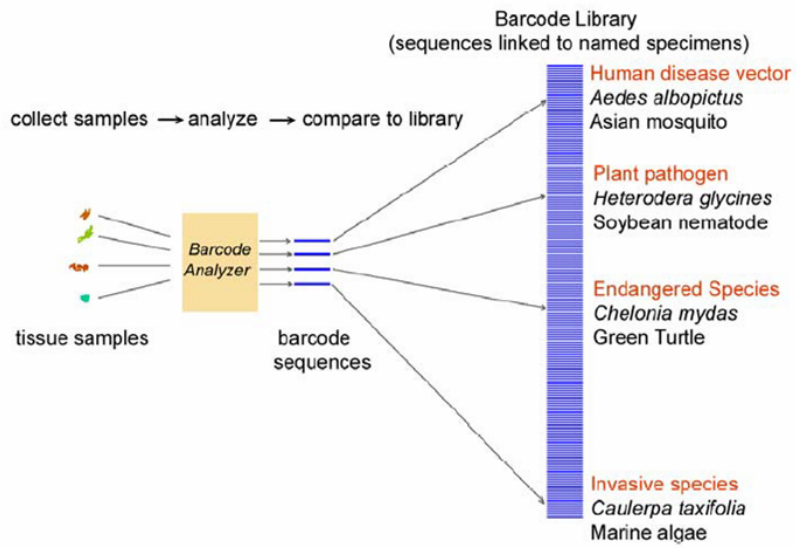 Barcode Library
(sequences linked to named specimens)
collect samples → analyze → compare to library
Human disease vector
Aedes albopictus
Asian mosquito
Plant pathogen
Heterodera glycines
Soybean nematode
Barcode
Analyzer
Endangered Species
Chelonia mydas
Green Turtle
tissue samples
barcode
sequences
Invasive species
Caulerpa taxifolia
Marine algae